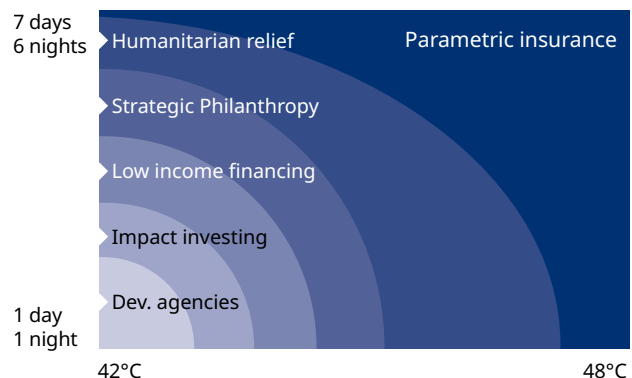 7 days
6 nights
Humanitarian relief
Parametric insurance
Strategic Philanthropy
Low income financing
Impact investing
Dev. agencies
1 day
1 night
42°C
48°C